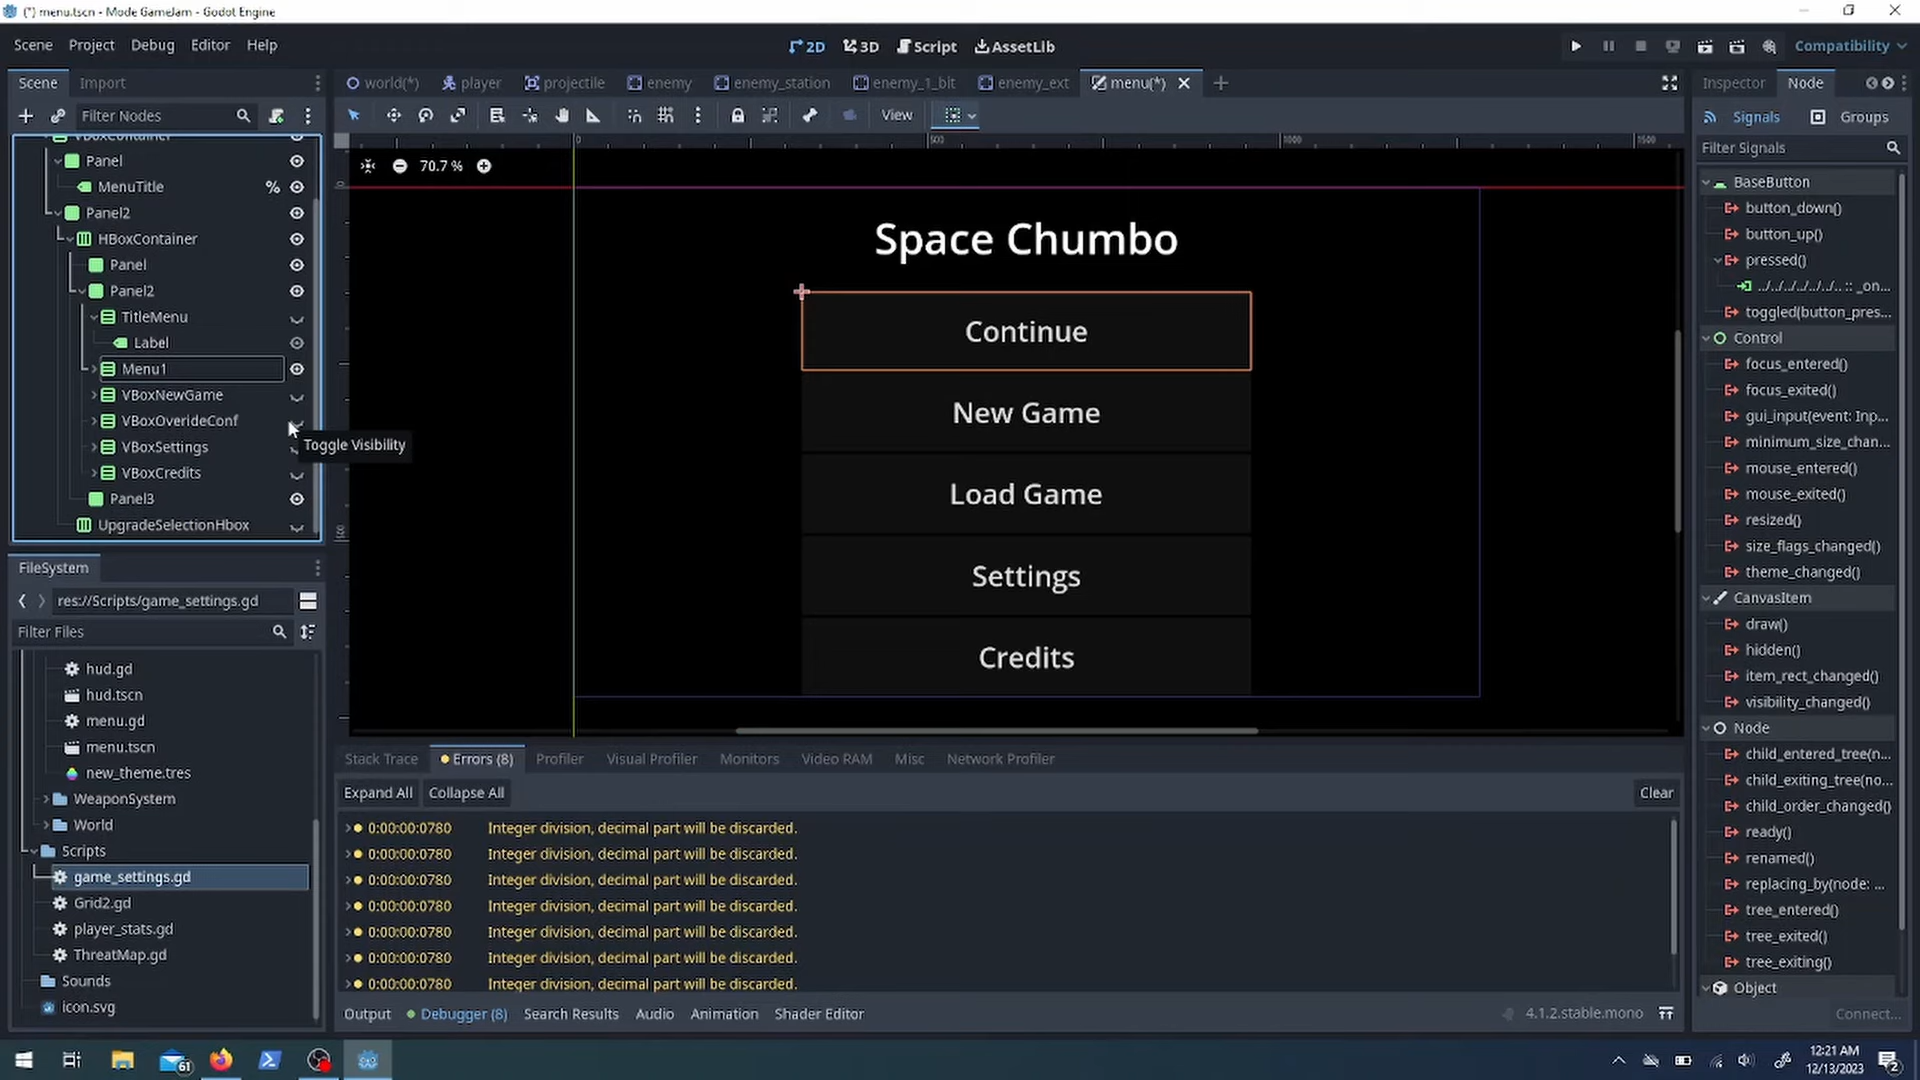 (*) menu.tscn - Mode GameJam - Godot Engine
Scene Project Debug Editor Help
2D 3D Script AssetLib
Compatibility
Scene Import
world(*) player projectile enemy enemy_station enemy_1_bit enemy_ext menu(*)
Inspector Node
Filter Nodes
View
Signals Groups
VBoxContainer
Panel
MenuTitle %
Panel2
HBoxContainer
Panel
Panel2
TitleMenu
Label
Menu1
VBoxNewGame
VBoxOverideConf
VBoxSettings
VBoxCredits
Panel3
UpgradeSelectionHbox
Toggle Visibility
0 500 1000 1500
70.7 %
Space Chumbo
Continue
New Game
Load Game
Settings
Credits
Filter Signals
BaseButton
button_down()
button_up()
pressed()
../../../../../../.. :: _on...
toggled(button_pres...
Control
focus_entered()
focus_exited()
gui_input(event: Inp...
minimum_size_chan...
mouse_entered()
mouse_exited()
resized()
size_flags_changed()
theme_changed()
CanvasItem
draw()
hidden()
item_rect_changed()
visibility_changed()
Node
child_entered_tree(n...
child_exiting_tree(no...
child_order_changed()
ready()
renamed()
replacing_by(node: ...
tree_entered()
tree_exited()
tree_exiting()
Object
Connect...
FileSystem
res://Scripts/game_settings.gd
Filter Files
hud.gd
hud.tscn
menu.gd
menu.tscn
new_theme.tres
WeaponSystem
World
Scripts
game_settings.gd
Grid2.gd
player_stats.gd
ThreatMap.gd
Sounds
icon.svg
Stack Trace Errors (8) Profiler Visual Profiler Monitors Video RAM Misc Network Profiler
Expand All Collapse All Clear
0:00:00:0780 Integer division, decimal part will be discarded.
0:00:00:0780 Integer division, decimal part will be discarded.
0:00:00:0780 Integer division, decimal part will be discarded.
0:00:00:0780 Integer division, decimal part will be discarded.
0:00:00:0780 Integer division, decimal part will be discarded.
0:00:00:0780 Integer division, decimal part will be discarded.
0:00:00:0780 Integer division, decimal part will be discarded.
Output Debugger (8) Search Results Audio Animation Shader Editor 4.1.2.stable.mono
61
12:21 AM
12/13/2023
2